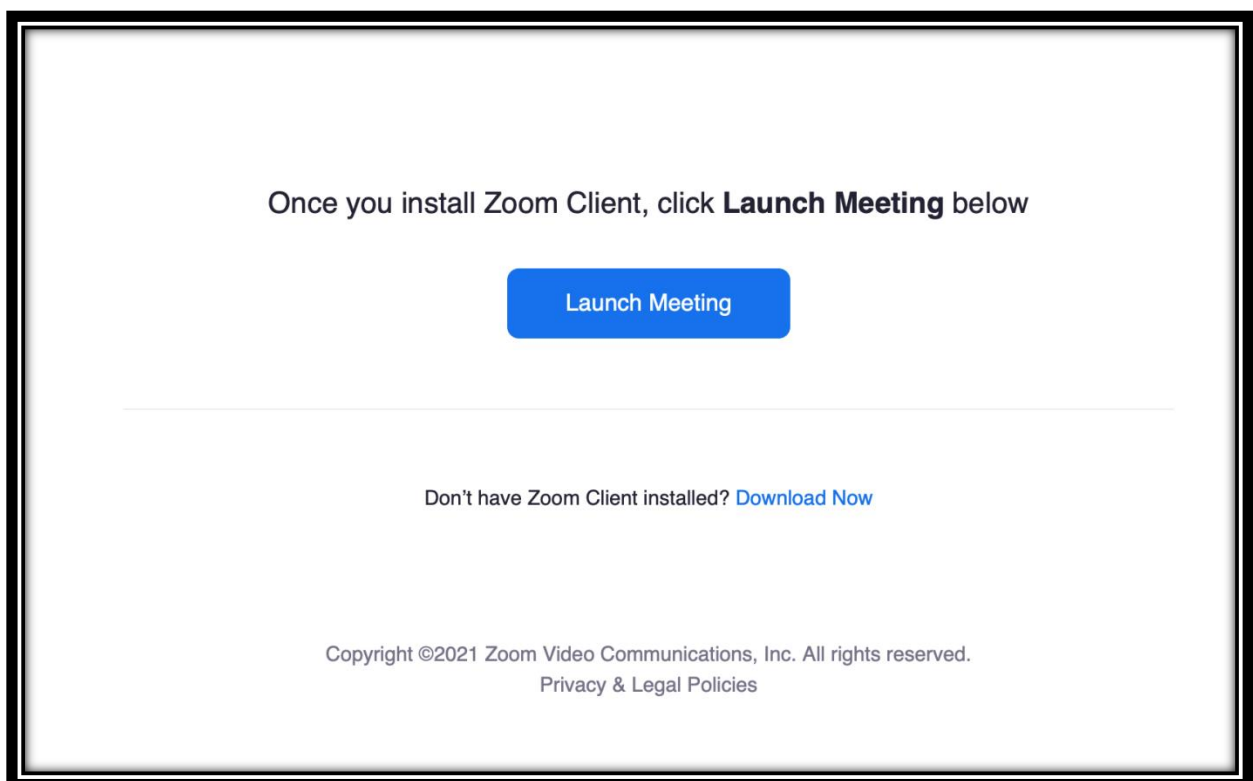 Once you install Zoom Client, click Launch Meeting below
Launch Meeting
Don’t have Zoom Client installed? Download Now
Copyright ©2021 Zoom Video Communications, Inc. All rights reserved.
Privacy & Legal Policies